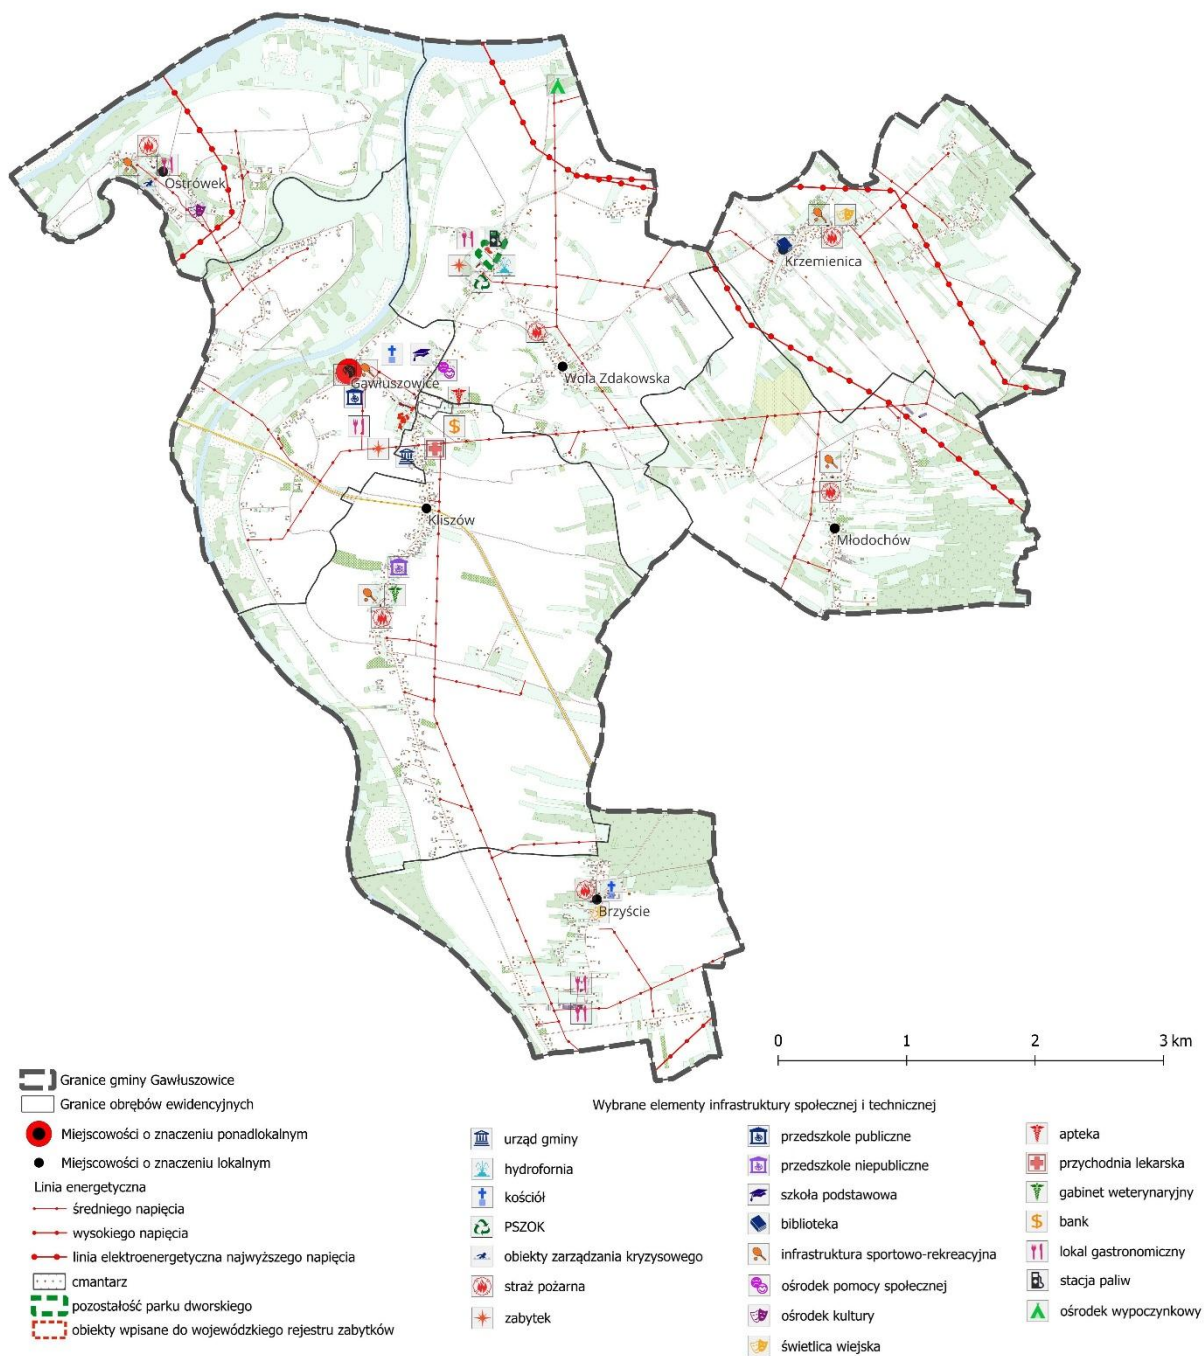 Ostrówek
Krzemienica
Gawłuszowice
Wola Zdakowska
Kliszów
Młodochów
Brzyście
0 1 2 3 km
Granice gminy Gawłuszowice
Granice obrębów ewidencyjnych
Miejscowości o znaczeniu ponadlokalnym
Miejscowości o znaczeniu lokalnym
Linia energetyczna
średniego napięcia
wysokiego napięcia
linia elektroenergetyczna najwyższego napięcia
cmantarz
pozostałość parku dworskiego
obiekty wpisane do wojewódzkiego rejestru zabytków
Wybrane elementy infrastruktury społecznej i technicznej
urząd gminy
hydrofornia
kościół
PSZOK
obiekty zarządzania kryzysowego
straż pożarna
zabytek
przedszkole publiczne
przedszkole niepubliczne
szkoła podstawowa
biblioteka
infrastruktura sportowo-rekreacyjna
ośrodek pomocy społecznej
ośrodek kultury
świetlica wiejska
apteka
przychodnia lekarska
gabinet weterynaryjny
bank
lokal gastronomiczny
stacja paliw
ośrodek wypoczynkowy